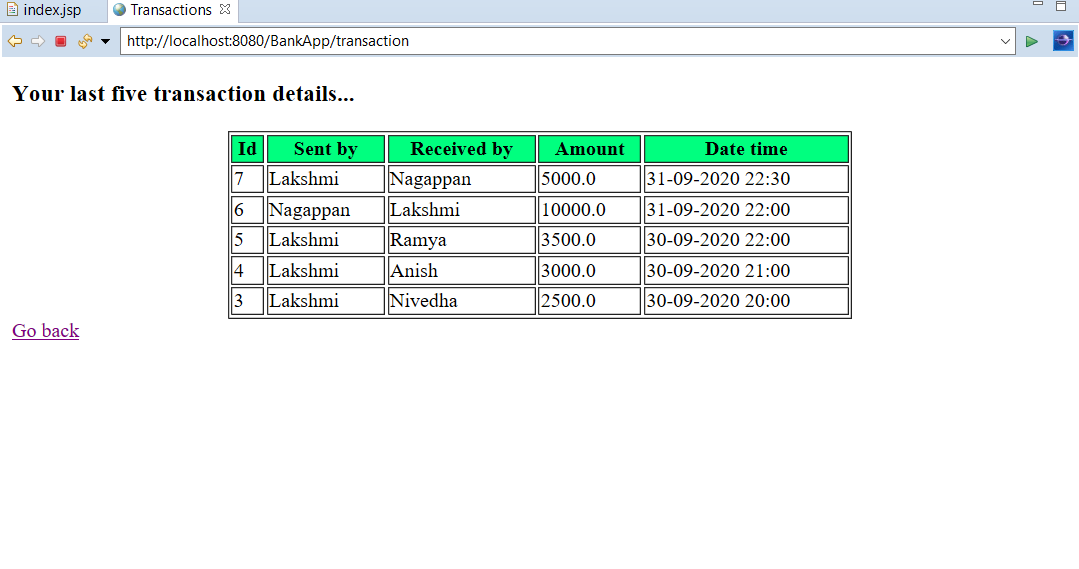 index.jsp Transactions
http://localhost:8080/BankApp/transaction
Your last five transaction details...
Id Sent by Received by Amount Date time
7 Lakshmi Nagappan 5000.0 31-09-2020 22:30
6 Nagappan Lakshmi 10000.0 31-09-2020 22:00
5 Lakshmi Ramya 3500.0 30-09-2020 22:00
4 Lakshmi Anish 3000.0 30-09-2020 21:00
3 Lakshmi Nivedha 2500.0 30-09-2020 20:00
Go back